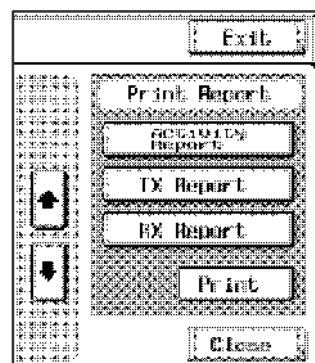 Exit
Print Report
Activity
Report
TX Report
RX Report
Print
Close